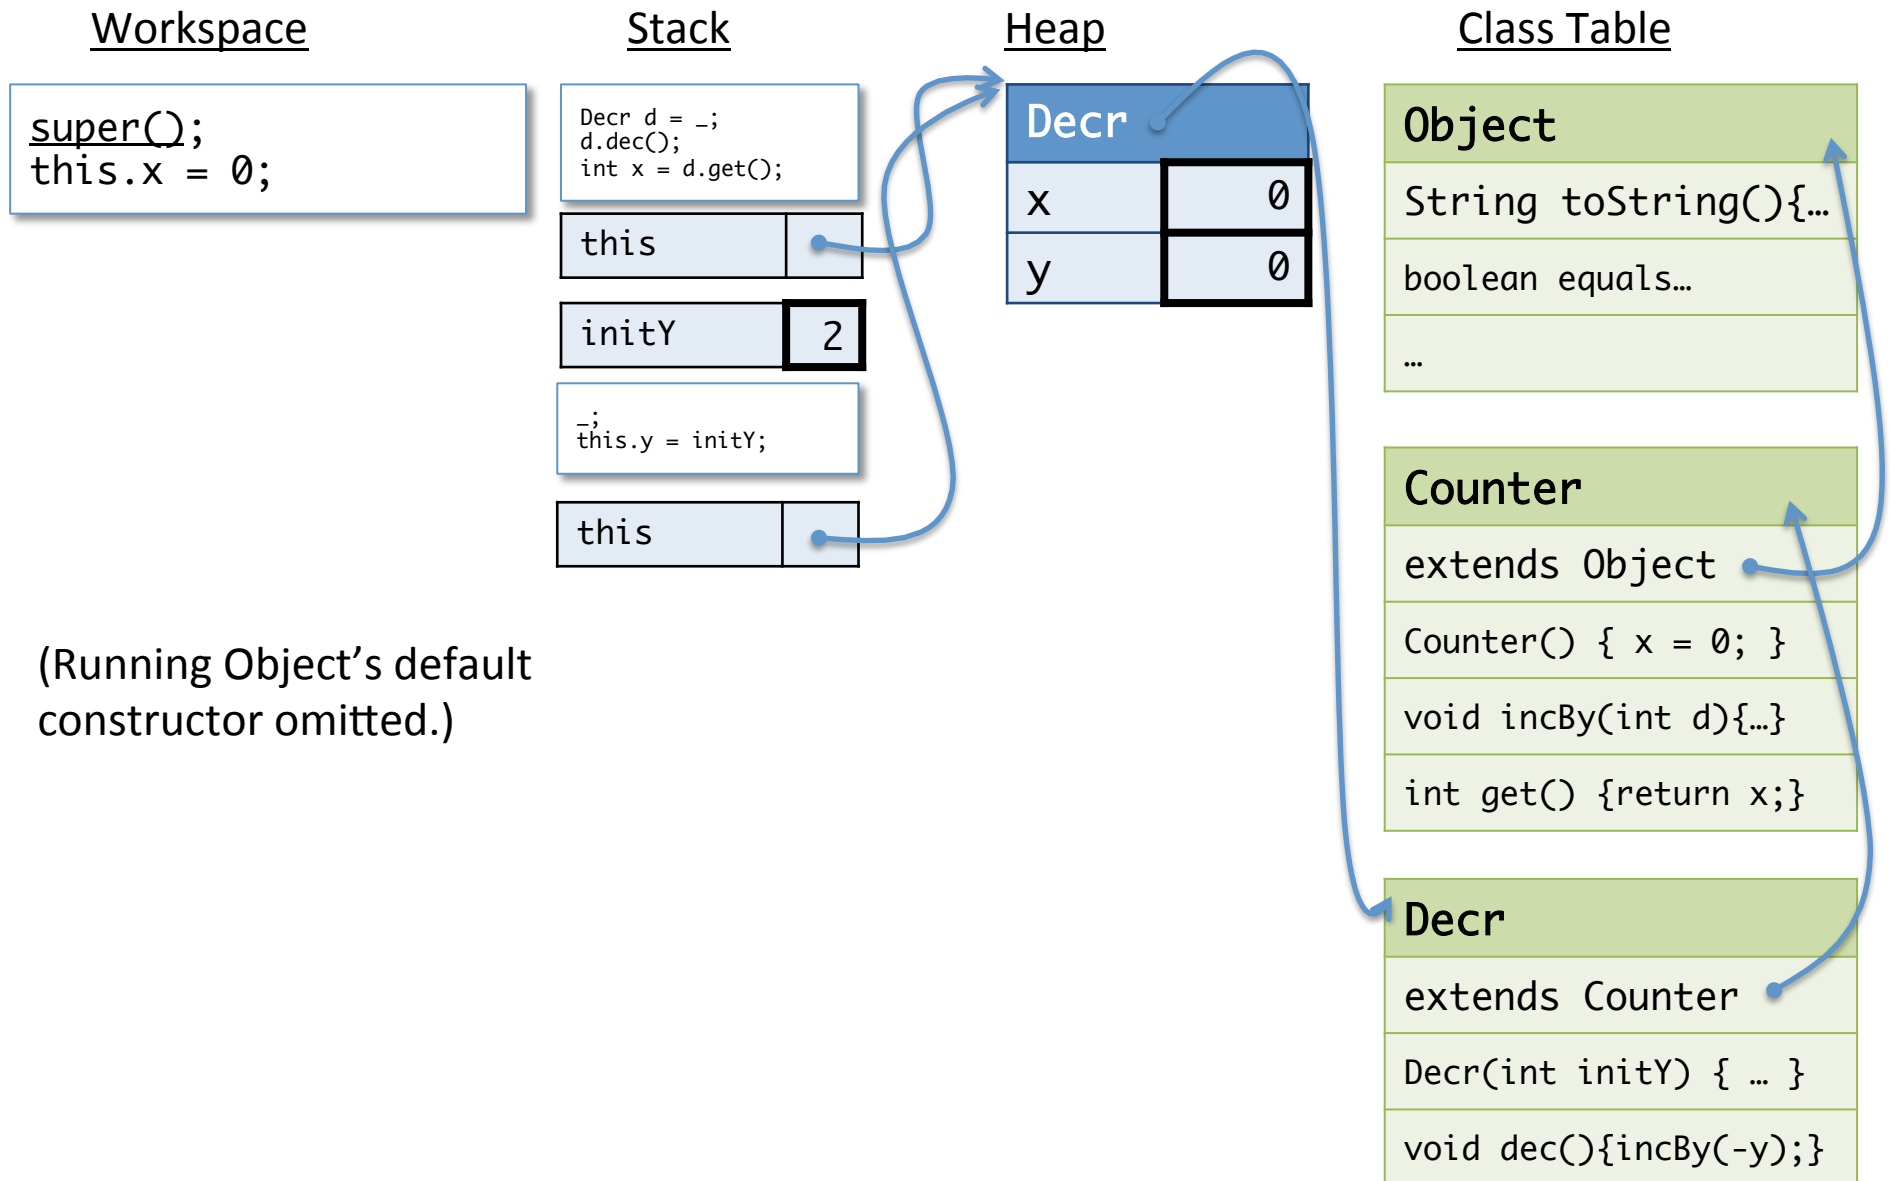 Workspace
super();
this.x = 0;
(Running Object’s default
constructor omitted.)
Stack
Decr d = _;
d.dec();
int x = d.get();
this
initY 2
_;
this.y = initY;
this
Heap
Decr
x 0
y 0
Class Table
Object
String toString(){…
boolean equals…
…
Counter
extends Object
Counter() { x = 0; }
void incBy(int d){…}
int get() {return x;}
Decr
extends Counter
Decr(int initY) { … }
void dec(){incBy(-y);}